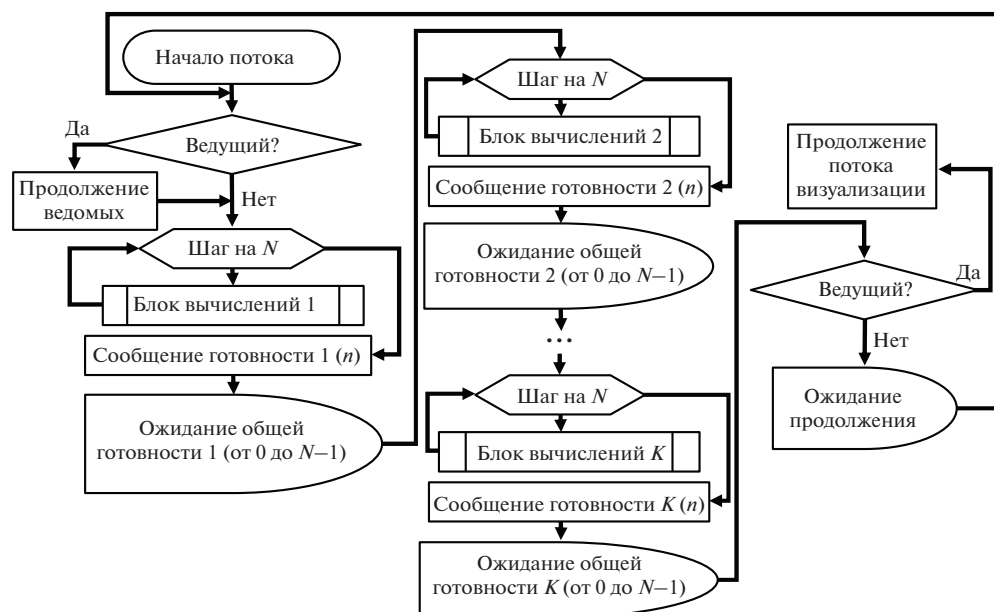 Начало потока
Ведущий?
Да
Нет
Продолжение
ведомых
Шаг на N
Блок вычислений 1
Сообщение готовности 1 (n)
Ожидание общей
готовности 1 (от 0 до N–1)
Шаг на N
Блок вычислений 2
Сообщение готовности 2 (n)
Ожидание общей
готовности 2 (от 0 до N–1)
...
Шаг на N
Блок вычислений K
Сообщение готовности K (n)
Ожидание общей
готовности K (от 0 до N–1)
Продолжение
потока
визуализации
Ведущий?
Да
Нет
Ожидание
продолжения